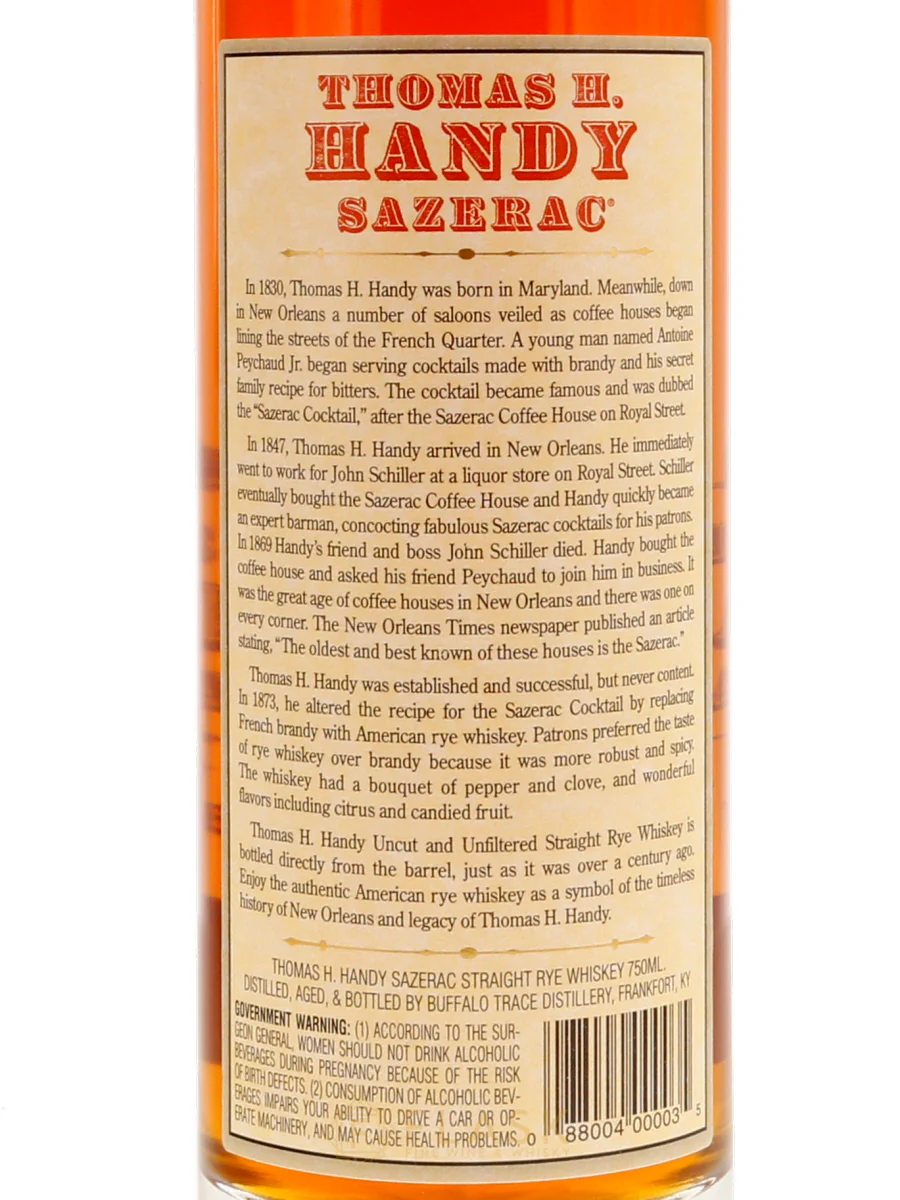 THOMAS H.
HANDY
SAZERAC®
In 1830, Thomas H. Handy was born in Maryland. Meanwhile, down
in New Orleans a number of saloons veiled as coffee houses began
lining the streets of the French Quarter. A young man named Antoine
Peychaud Jr. began serving cocktails made with brandy and his secret
family recipe for bitters. The cocktail became famous and was dubbed
the "Sazerac Cocktail," after the Sazerac Coffee House on Royal Street.
In 1847, Thomas H. Handy arrived in New Orleans. He immediately
went to work for John Schiller at a liquor store on Royal Street. Schiller
eventually bought the Sazerac Coffee House and Handy quickly became
an expert barman, concocting fabulous Sazerac cocktails for his patrons.
In 1869 Handy's friend and boss John Schiller died. Handy bought the
coffee house and asked his friend Peychaud to join him in business. It
was the great age of coffee houses in New Orleans and there was one on
every corner. The New Orleans Times newspaper published an article
stating, "The oldest and best known of these houses is the Sazerac."
Thomas H. Handy was established and successful, but never content.
In 1873, he altered the recipe for the Sazerac Cocktail by replacing
French brandy with American rye whiskey. Patrons preferred the taste
of rye whiskey over brandy because it was more robust and spicy.
The whiskey had a bouquet of pepper and clove, and wonderful
flavors including citrus and candied fruit.
Thomas H. Handy Uncut and Unfiltered Straight Rye Whiskey is
bottled directly from the barrel, just as it was over a century ago.
Enjoy the authentic American rye whiskey as a symbol of the timeless
history of New Orleans and legacy of Thomas H. Handy.
THOMAS H. HANDY SAZERAC STRAIGHT RYE WHISKEY 750ML.
DISTILLED, AGED, & BOTTLED BY BUFFALO TRACE DISTILLERY, FRANKFORT, KY
GOVERNMENT WARNING: (1) ACCORDING TO THE SUR-
GEON GENERAL, WOMEN SHOULD NOT DRINK ALCOHOLIC
BEVERAGES DURING PREGNANCY BECAUSE OF THE RISK
OF BIRTH DEFECTS. (2) CONSUMPTION OF ALCOHOLIC BEV-
ERAGES IMPAIRS YOUR ABILITY TO DRIVE A CAR OR OP-
ERATE MACHINERY, AND MAY CAUSE HEALTH PROBLEMS.
0 88004 00003 5
FINE WINE & WHISKY